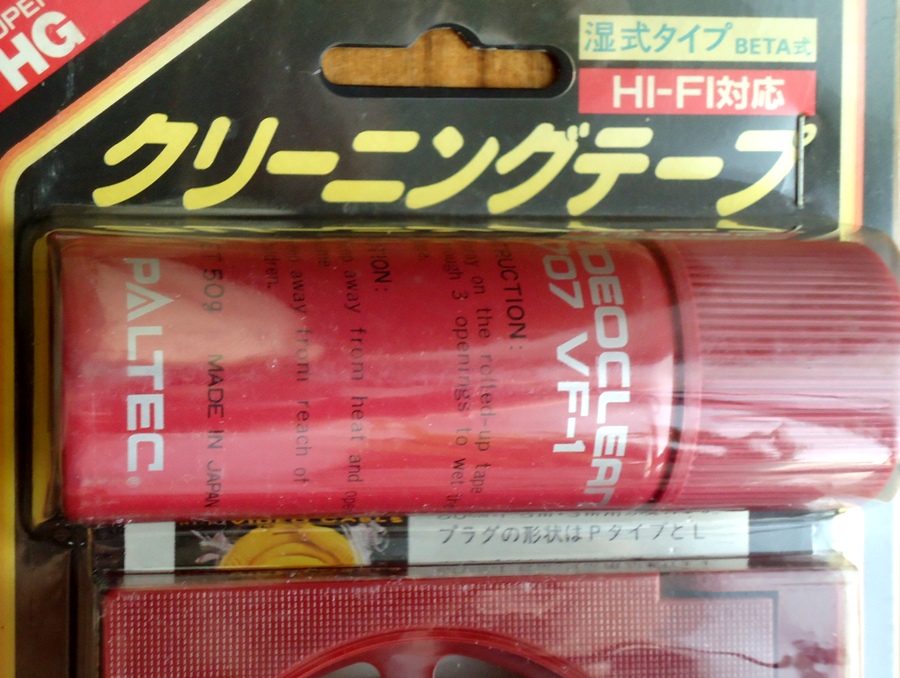 HG
湿式タイプ BETA式
HI-FI対応
クリーニングテープ
707 VF-1
on the rolled-up tape
3 openings to wet
away from heat and
away from reach of
50g MADE IN JAPAN
PALTEC®
プラグの形状はPタイプとL